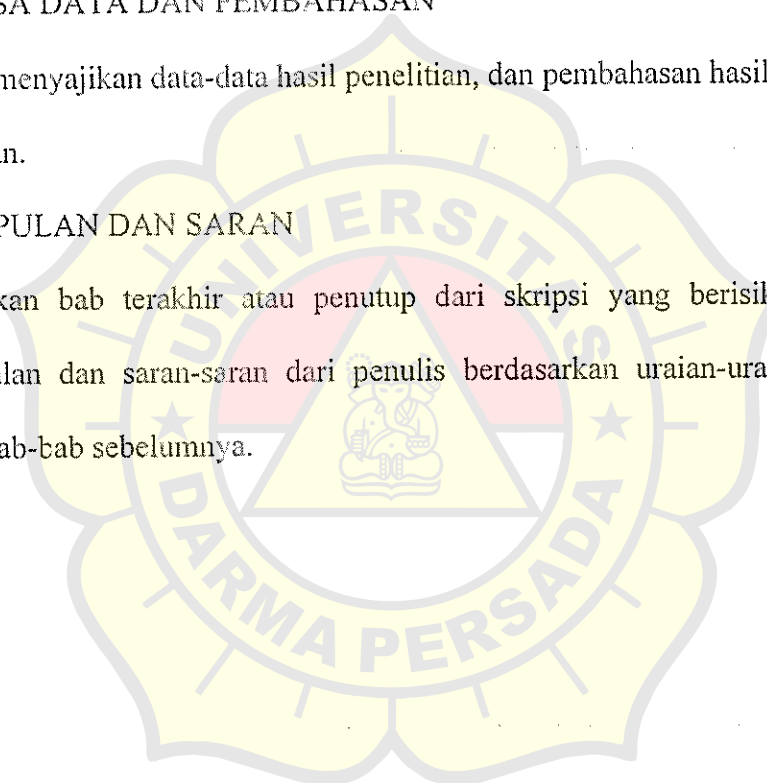 SA DATA DAN PEMBAHASAN
menyajikan data-data hasil penelitian, dan pembahasan hasil
an.
PULAN DAN SARAN
kan bab terakhir atau penutup dari skripsi yang berisik
lan dan saran-saran dari penulis berdasarkan uraian-ura
ab-bab sebelumnya.
UNIVERSITAS
DARMA PERSADA